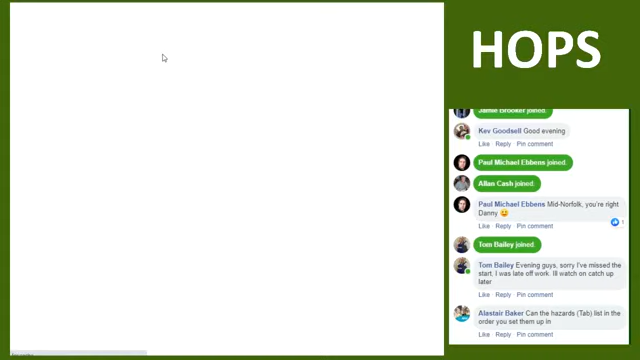 HOPS
Jamie Brooker joined.
Kev Goodsell Good evening
Like Reply Pin comment
Paul Michael Ebbens joined.
Allan Cash joined.
Paul Michael Ebbens Mid-Norfolk, you're right
Danny 😊
1
Like Reply Pin comment
Tom Bailey joined.
Tom Bailey Evening guys, sorry I've missed the
start, I was late off work. Ill watch on catch up
later
Like Reply Pin comment
Alastair Baker Can the hazards (Tab) list in the
order you set them up in
Like Reply Pin comment